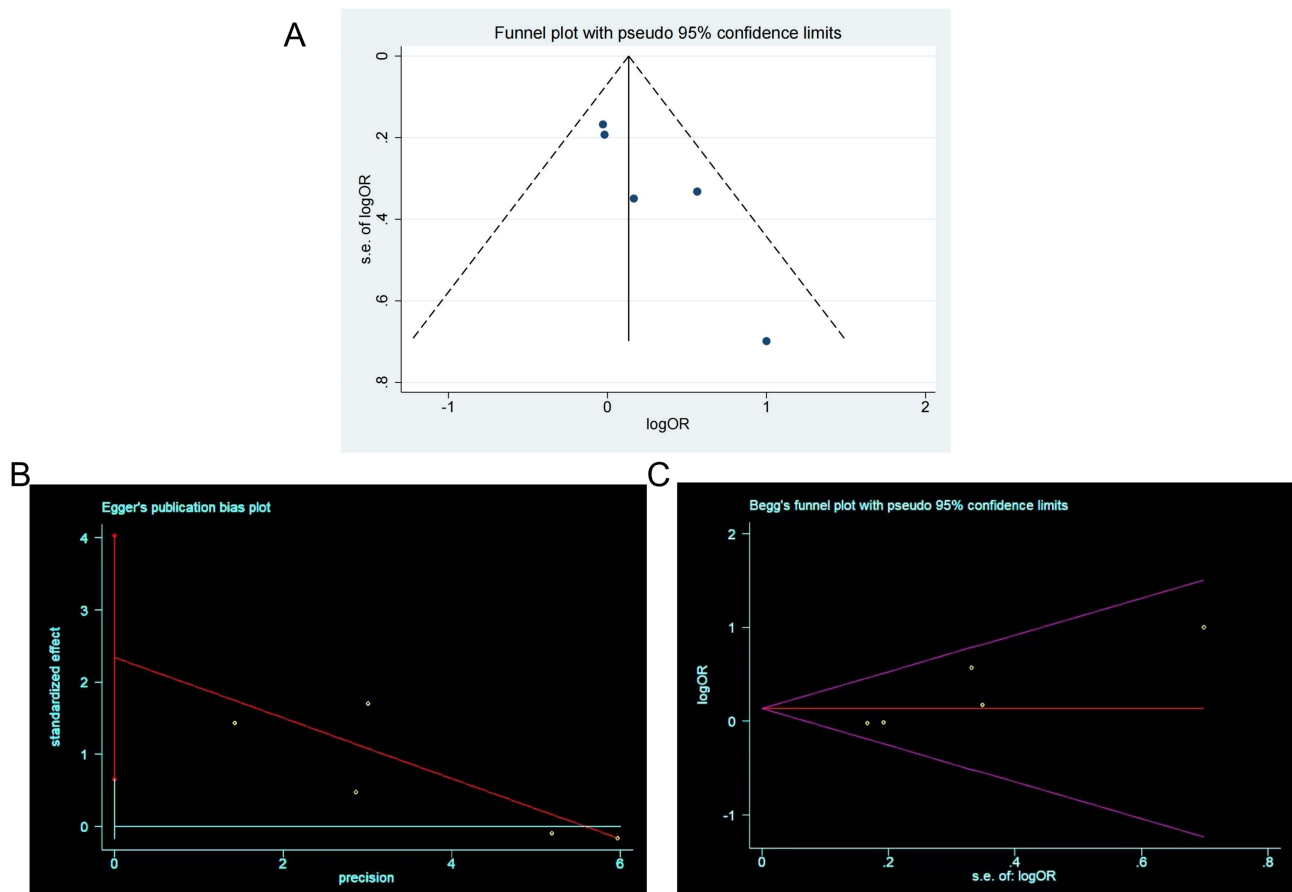 A
Funnel plot with pseudo 95% confidence limits
0
.2
.4
.6
.8
s.e. of logOR
-1
0
1
2
logOR
B
Egger's publication bias plot
4
3
2
1
0
standardized effect
0
2
4
6
precision
C
Begg's funnel plot with pseudo 95% confidence limits
2
1
0
-1
logOR
0
.2
.4
.6
.8
s.e. of: logOR